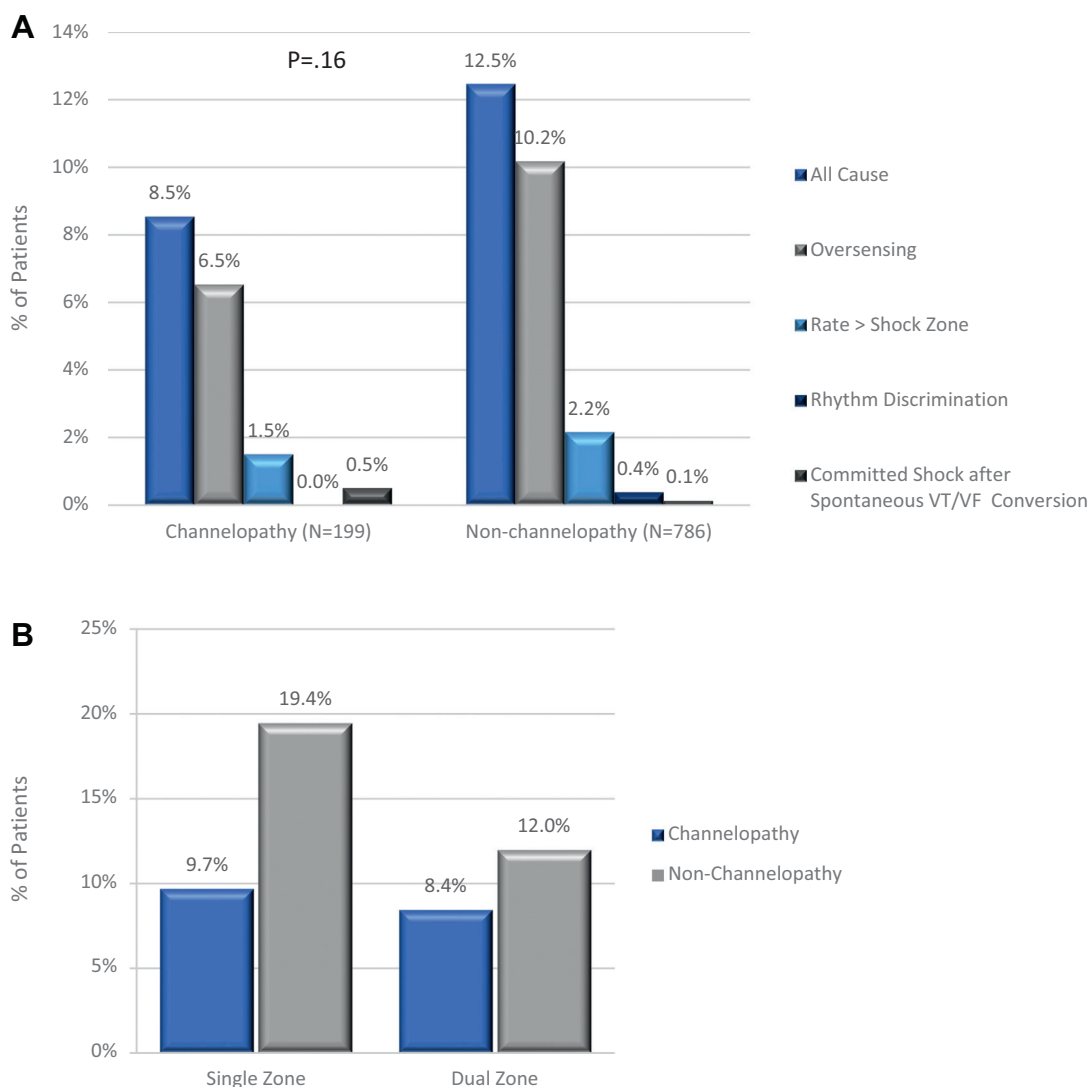 A
14%
P=.16
12.5%
12%
10.2%
10%
8.5%
8%
6.5%
6%
4%
2.2%
2%
1.5%
0.0%
0.5%
0.4%
0.1%
0%
% of Patients
Channelopathy (N=199)
Non-channelopathy (N=786)
All Cause
Oversensing
Rate > Shock Zone
Rhythm Discrimination
Committed Shock after
Spontaneous VT/VF Conversion
B
25%
20%
19.4%
15%
12.0%
10%
9.7%
8.4%
5%
0%
% of Patients
Single Zone
Dual Zone
Channelopathy
Non-Channelopathy